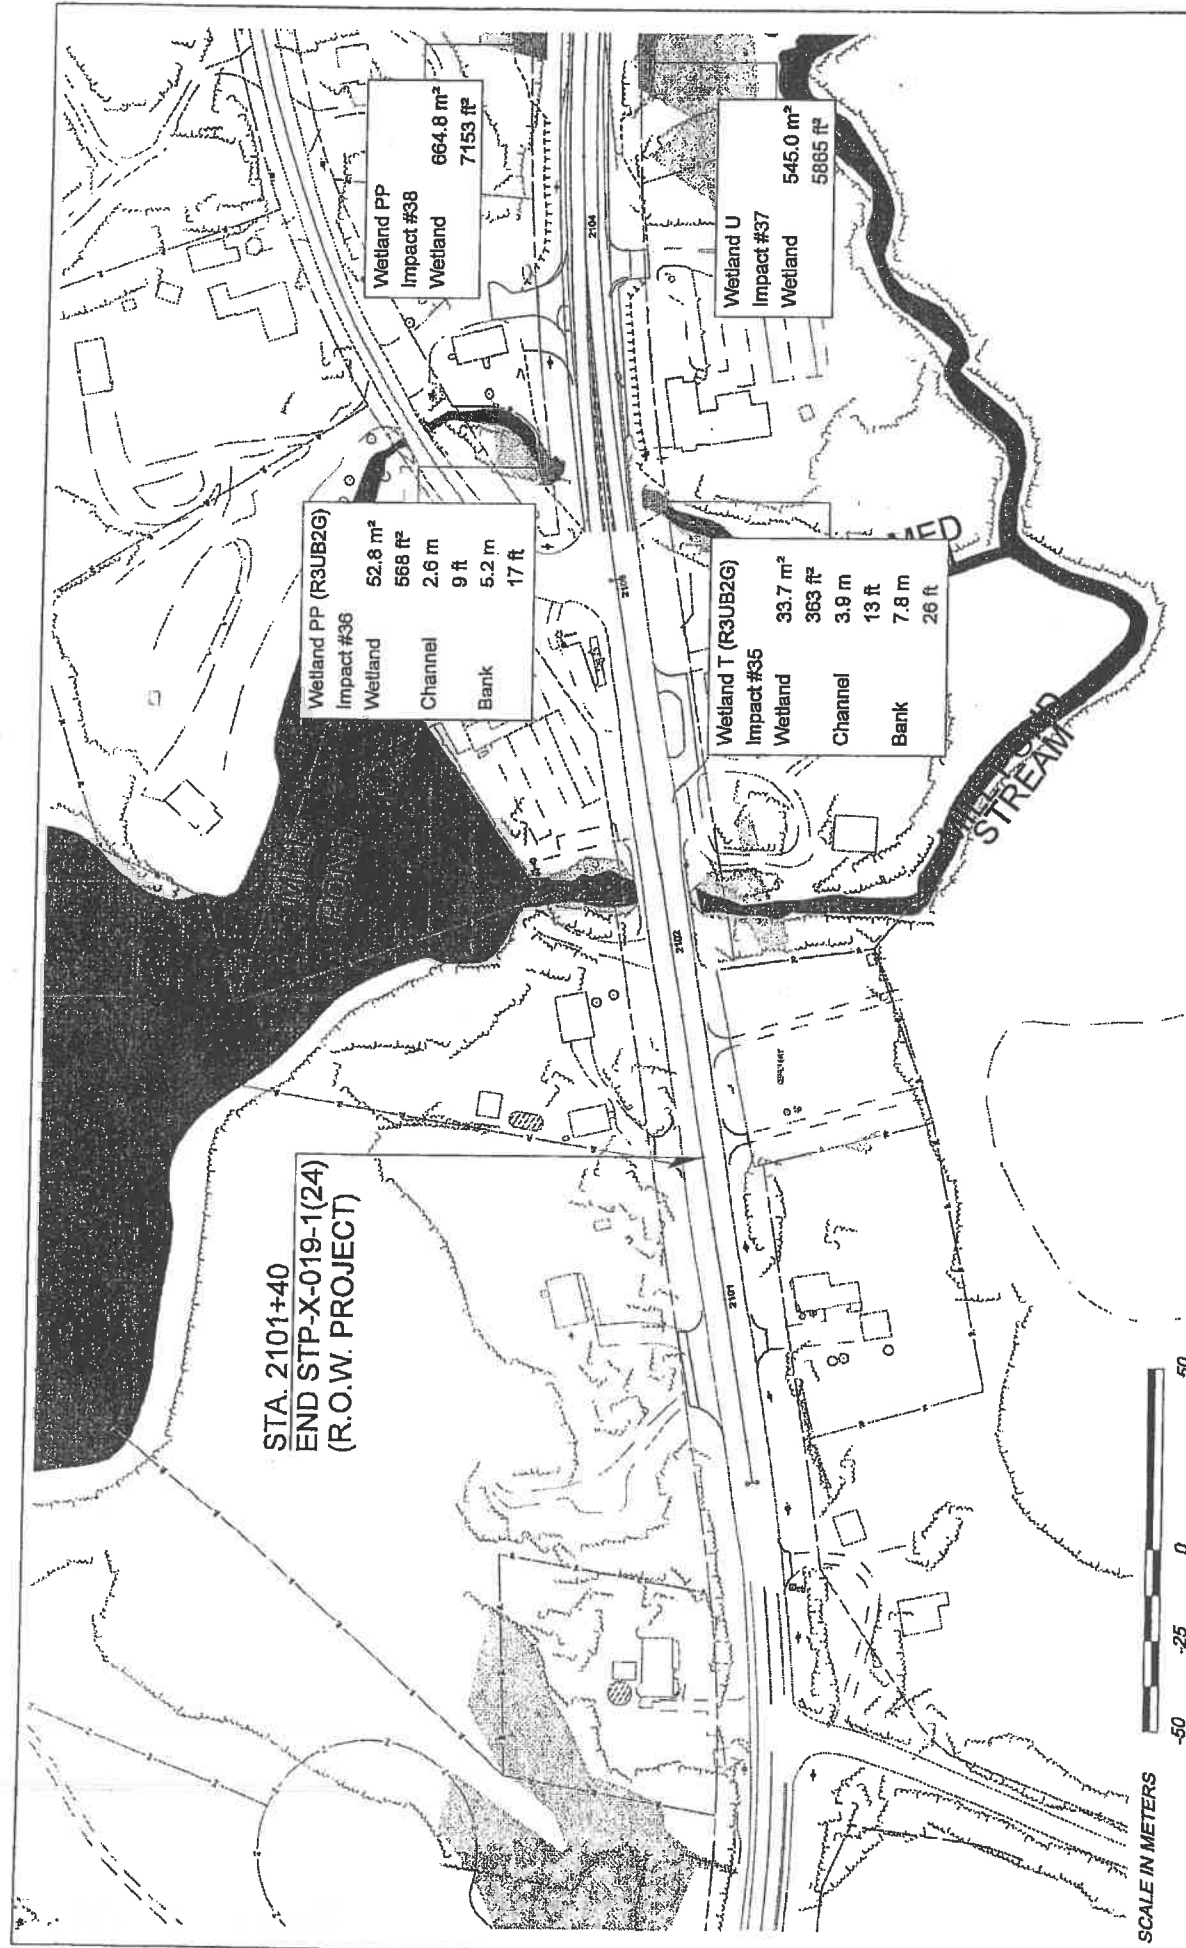 Wetland PP
Impact #38
Wetland 664.8 m²
7153 ft²
Wetland U
Impact #37
Wetland 545.0 m²
5865 ft²
Wetland PP (R3UB2G)
Impact #36
Wetland 52.8 m²
568 ft²
Channel 2.6 m
9 ft
Bank 5.2 m
17 ft
Wetland T (R3UB2G)
Impact #35
Wetland 33.7 m²
363 ft²
Channel 3.9 m
13 ft
Bank 7.8 m
26 ft
MILL
POND
STREAM
STA. 2101+40
END STP-X-019-1(24)
(R.O.W. PROJECT)
2104
2102
2101
SCALE IN METERS
-50 -25 0 50